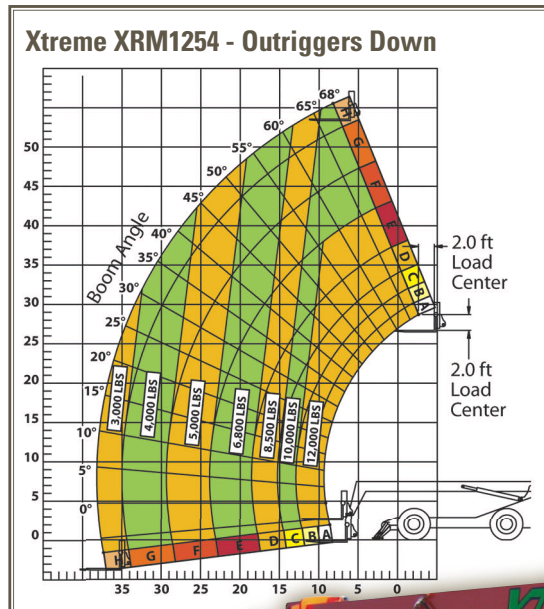 Xtreme XRM1254 - Outriggers Down
68°
65°
60°
55°
50°
45°
40°
35°
30°
25°
20°
15°
10°
5°
0°
Boom Angle
H
G
F
E
D
C
B
A
50
45
40
35
30
25
20
15
10
5
0
2.0 ft
Load
Center
2.0 ft
Load
Center
3,000 LBS
4,000 LBS
5,000 LBS
6,800 LBS
8,500 LBS
10,000 LBS
12,000 LBS
H G F E D C B A
35 30 25 20 15 10 5 0